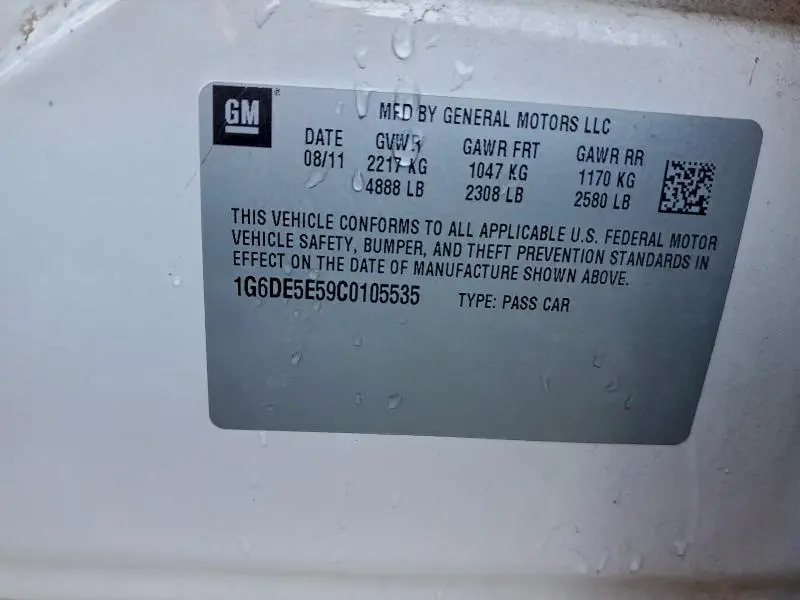 GM ®
MFD BY GENERAL MOTORS LLC
DATE GVWR GAWR FRT GAWR RR
08/11 2217 KG 1047 KG 1170 KG
4888 LB 2308 LB 2580 LB
THIS VEHICLE CONFORMS TO ALL APPLICABLE U.S. FEDERAL MOTOR
VEHICLE SAFETY, BUMPER, AND THEFT PREVENTION STANDARDS IN
EFFECT ON THE DATE OF MANUFACTURE SHOWN ABOVE.
1G6DE5E59C0105535 TYPE: PASS CAR